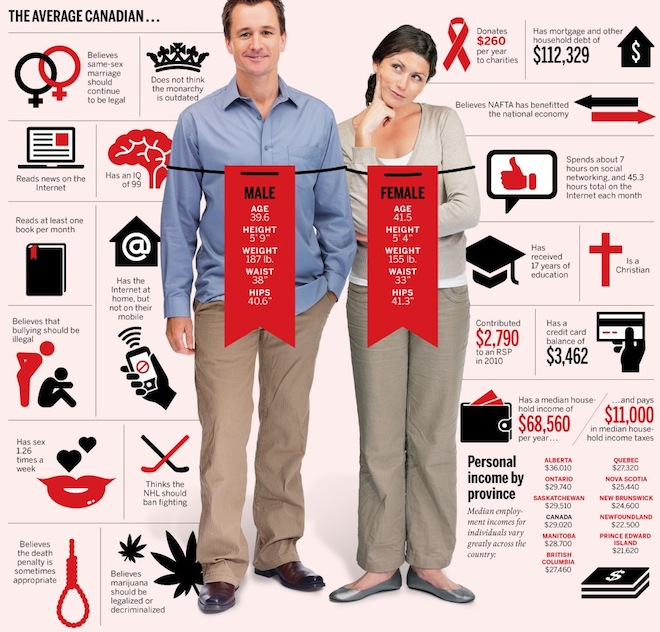 THE AVERAGE CANADIAN . . .
Believes
same-sex
marriage
should
continue
to be legal
Does not think
the monarchy
is outdated
Reads news on the
Internet
Has an IQ
of 99
Reads at least one
book per month
Has the
Internet at
home, but
not on their
mobile
Believes that
bullying should be
illegal
Has sex
1.26
times a
week
Thinks the
NHL should
ban fighting
Believes
the death
penalty is
sometimes
appropriate
Believes
marijuana
should be
legalized or
decriminalized
MALE
AGE
39.6
HEIGHT
5' 9"
WEIGHT
187 lb.
WAIST
38"
HIPS
40.6"
FEMALE
AGE
41.5
HEIGHT
5' 4"
WEIGHT
155 lb.
WAIST
33"
HIPS
41.3"
Donates
$260
per year
to charities
Has mortgage and other
household debt of
$112,329
$
Believes NAFTA has benefitted
the national economy
Spends about 7
hours on social
networking, and 45.3
hours total on the
Internet each month
Has
received
17 years of
education
Is a
Christian
Contributed
$2,790
to an RSP
in 2010
Has a
credit card
balance of
$3,462
Has a median house-
hold income of
$68,560
per year . . .
. . . and pays
$11,000
in median house-
hold income taxes
Personal
income by
province
Median employ-
ment incomes for
individuals vary
greatly across the
country:
ALBERTA
$36,010
ONTARIO
$29,740
SASKATCHEWAN
$29,510
CANADA
$29,020
MANITOBA
$28,700
BRITISH
COLUMBIA
$27,460
QUEBEC
$27,320
NOVA SCOTIA
$25,440
NEW BRUNSWICK
$24,600
NEWFOUNDLAND
$22,500
PRINCE EDWARD
ISLAND
$21,620
$
@